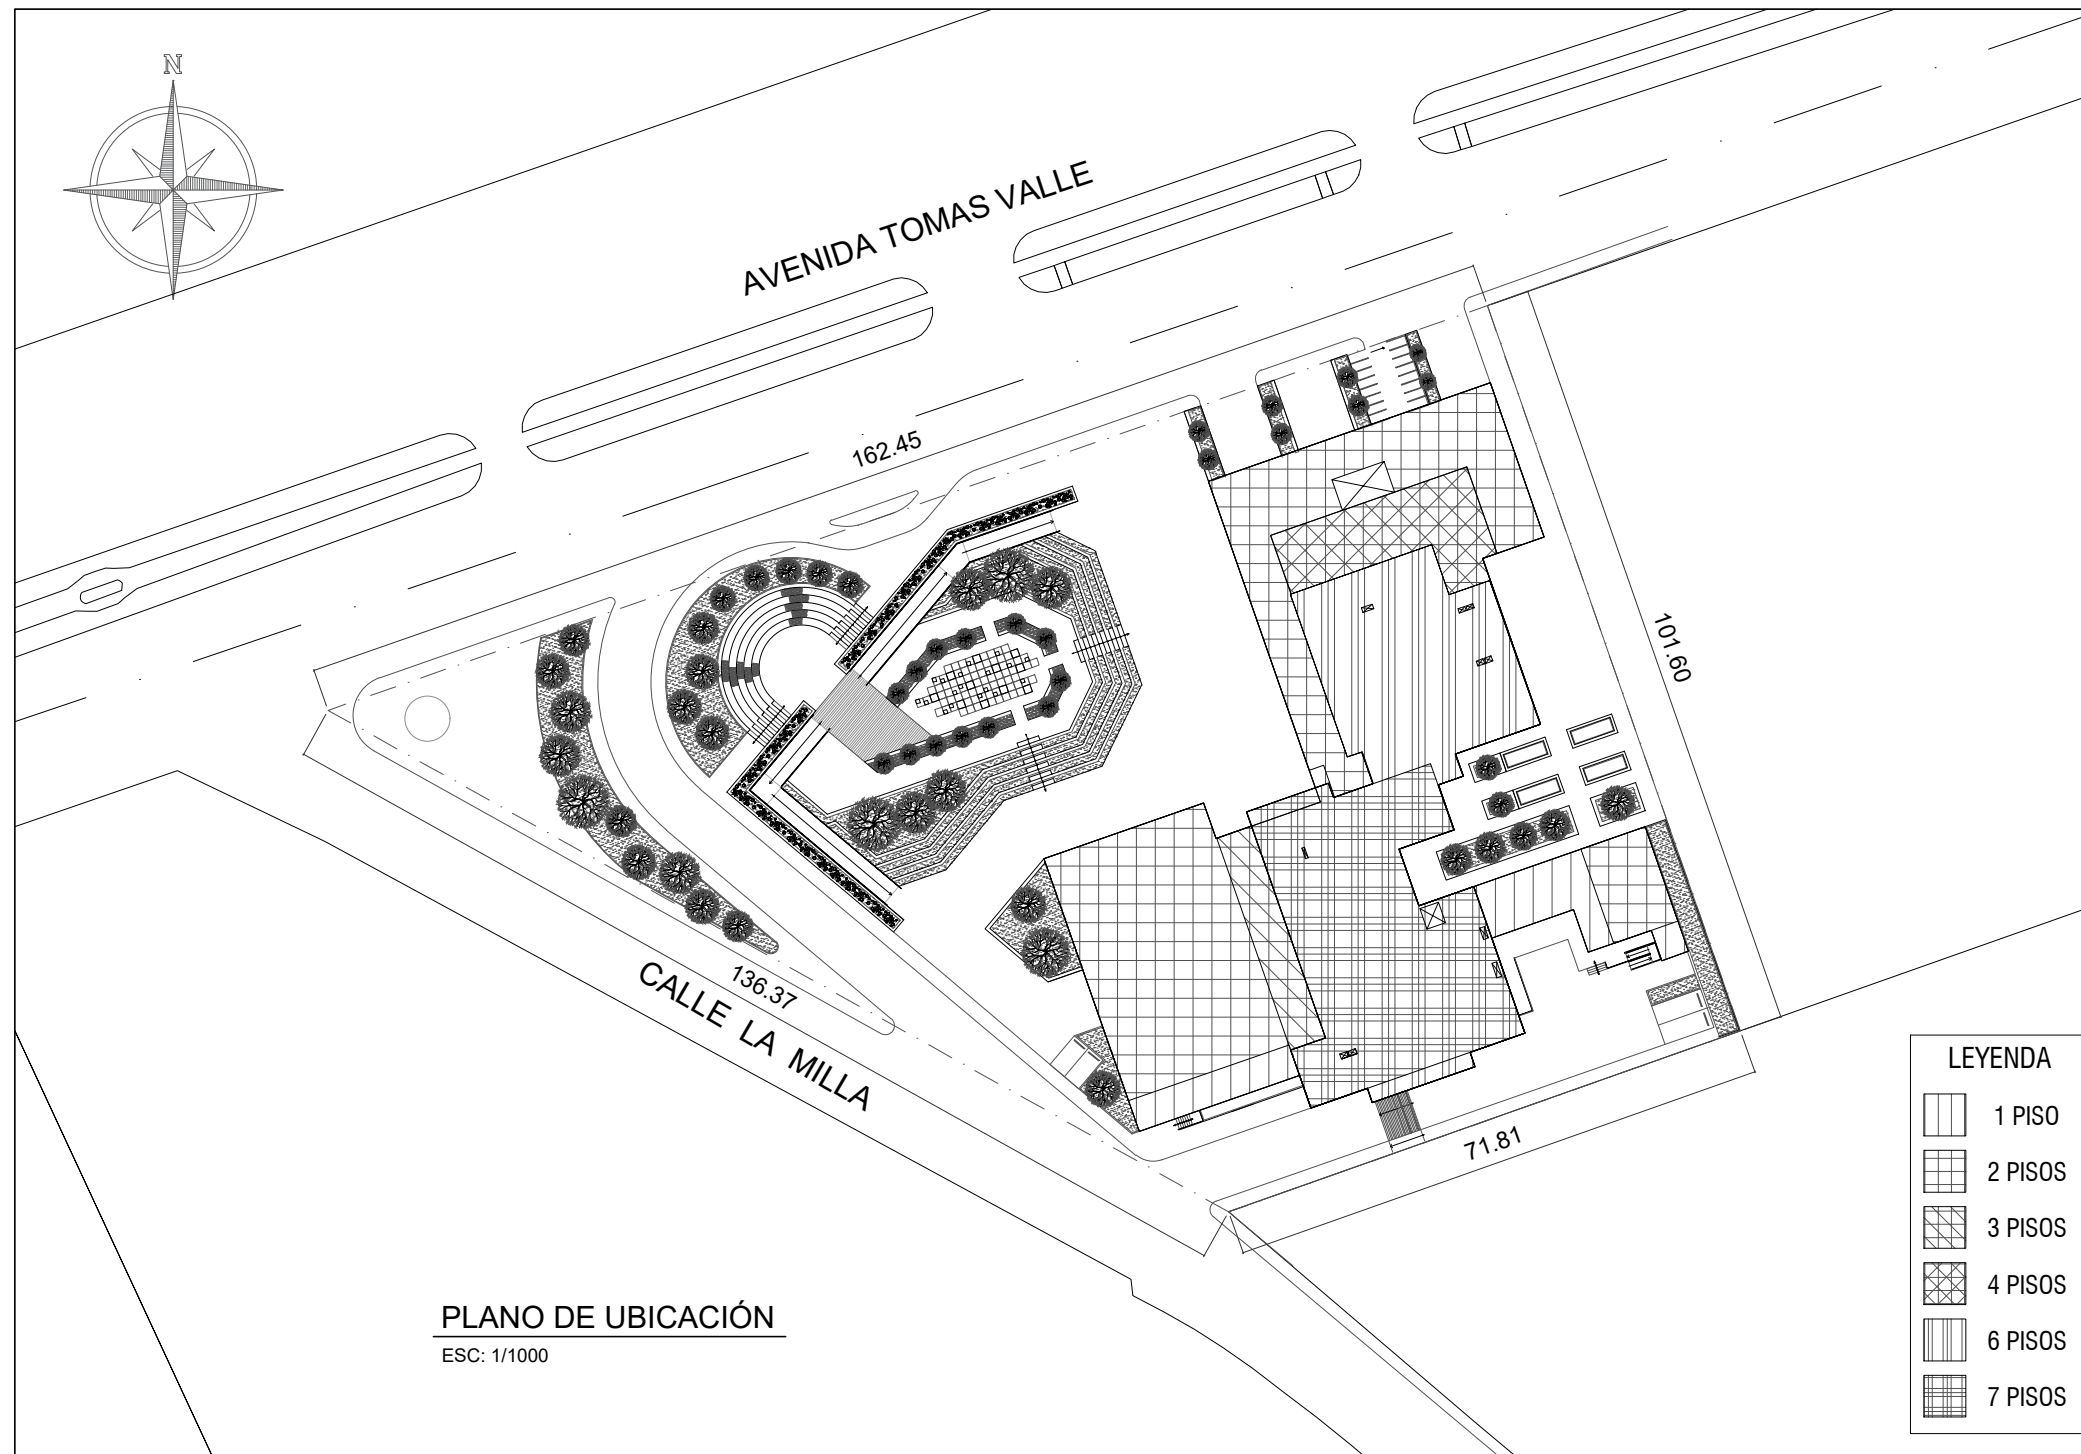 N
AVENIDA TOMAS VALLE
162.45
101.60
136.37
CALLE LA MILLA
71.81
PLANO DE UBICACIÓN
ESC: 1/1000
LEYENDA
1 PISO
2 PISOS
3 PISOS
4 PISOS
6 PISOS
7 PISOS